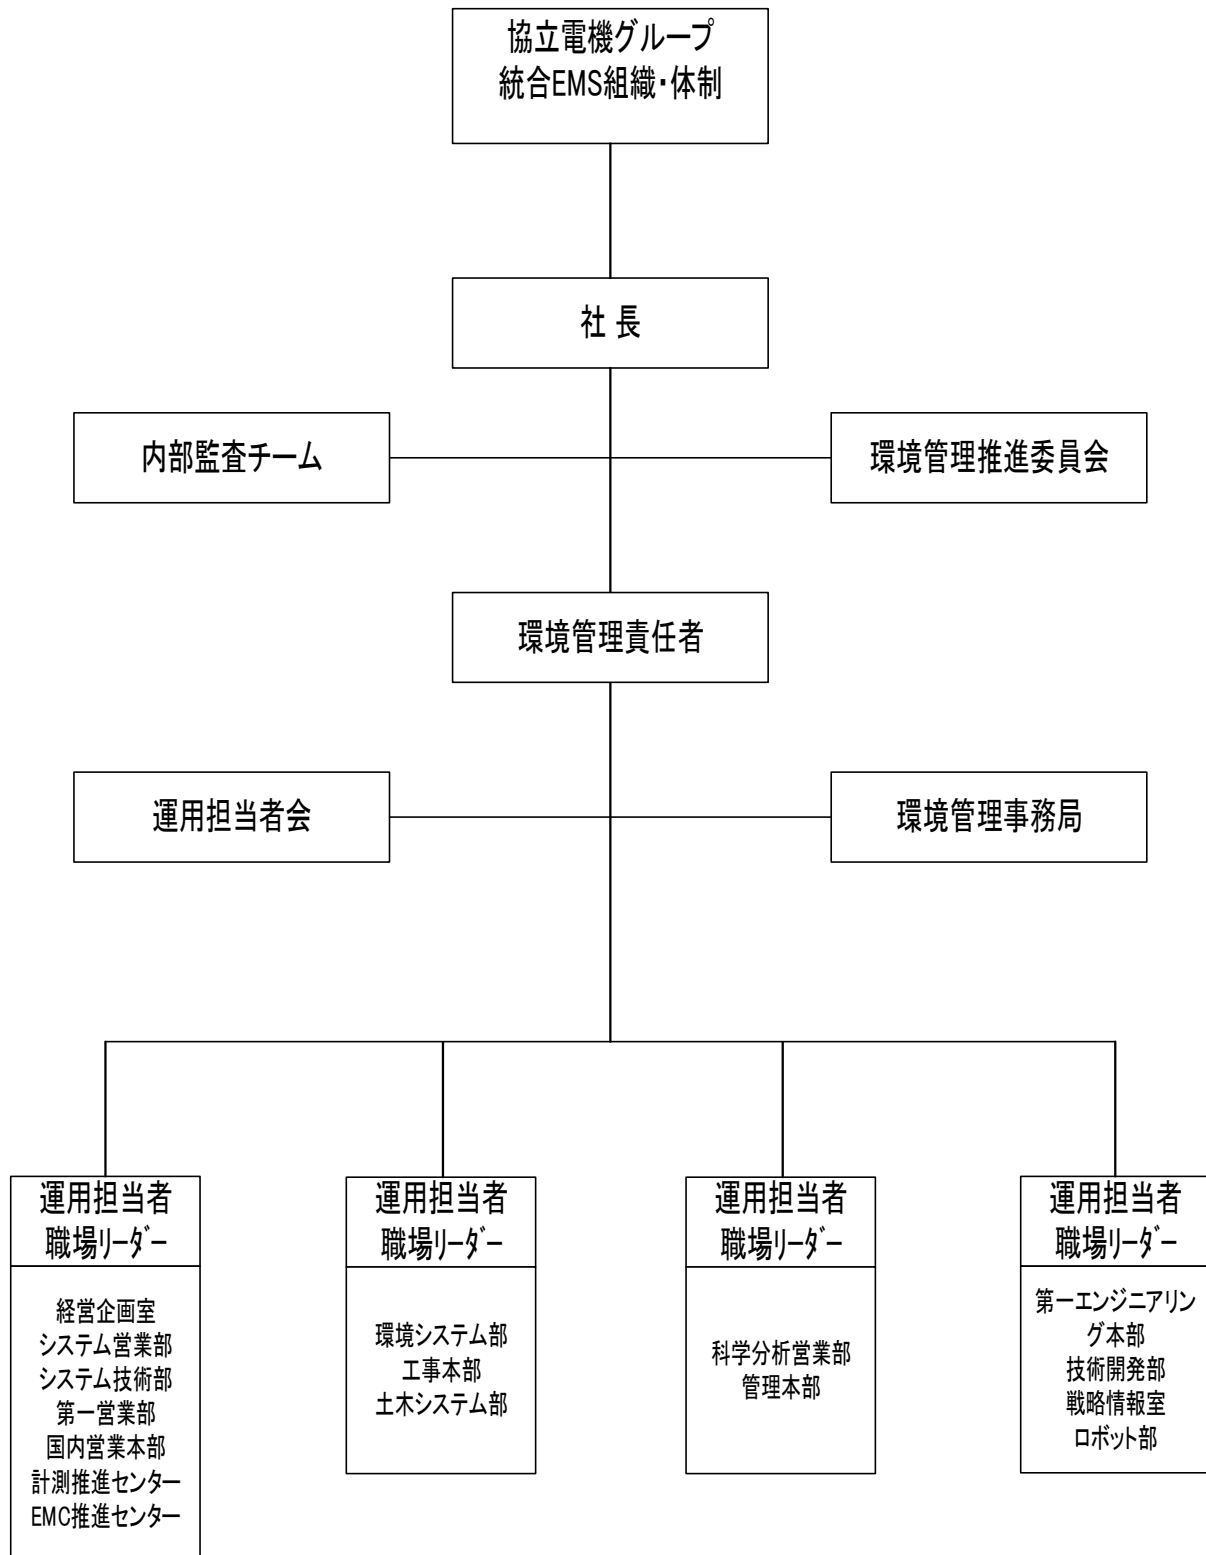 協立電機グループ
統合EMS組織・体制
社 長
内部監査チーム
環境管理推進委員会
環境管理責任者
運用担当者会
環境管理事務局
運用担当者
職場リーダー
経営企画室
システム営業部
システム技術部
第一営業部
国内営業本部
計測推進センター
EMC推進センター
運用担当者
職場リーダー
環境システム部
工事本部
土木システム部
運用担当者
職場リーダー
科学分析営業部
管理本部
運用担当者
職場リーダー
第一エンジニアリン
グ本部
技術開発部
戦略情報室
ロボット部